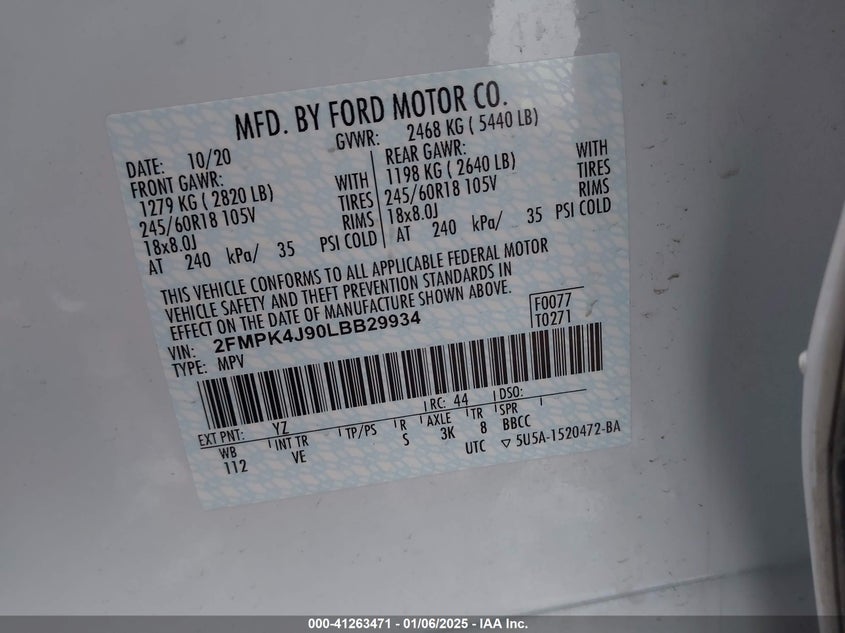 MFD. BY FORD MOTOR CO.
DATE: 10/20 GVWR: 2468 KG ( 5440 LB)
FRONT GAWR: REAR GAWR:
1279 KG ( 2820 LB) WITH 1198 KG ( 2640 LB) WITH
245/60R18 105V TIRES 245/60R18 105V TIRES
18x8.0J RIMS 18x8.0J RIMS
AT 240 kPa/ 35 PSI COLD AT 240 kPa/ 35 PSI COLD
THIS VEHICLE CONFORMS TO ALL APPLICABLE FEDERAL MOTOR
VEHICLE SAFETY AND THEFT PREVENTION STANDARDS IN
EFFECT ON THE DATE OF MANUFACTURE SHOWN ABOVE.
VIN: 2FMPK4J90LBB29934 F0077
TYPE: MPV T0271
EXT PNT: YZ RC: 44 DSO:
WB INT TR TP/PS R AXLE TR SPR
112 VE S 3K 8 BBCC
UTC ▽ 5U5A-1520472-BA
000-41263471 - 01/06/2025 - IAA Inc.